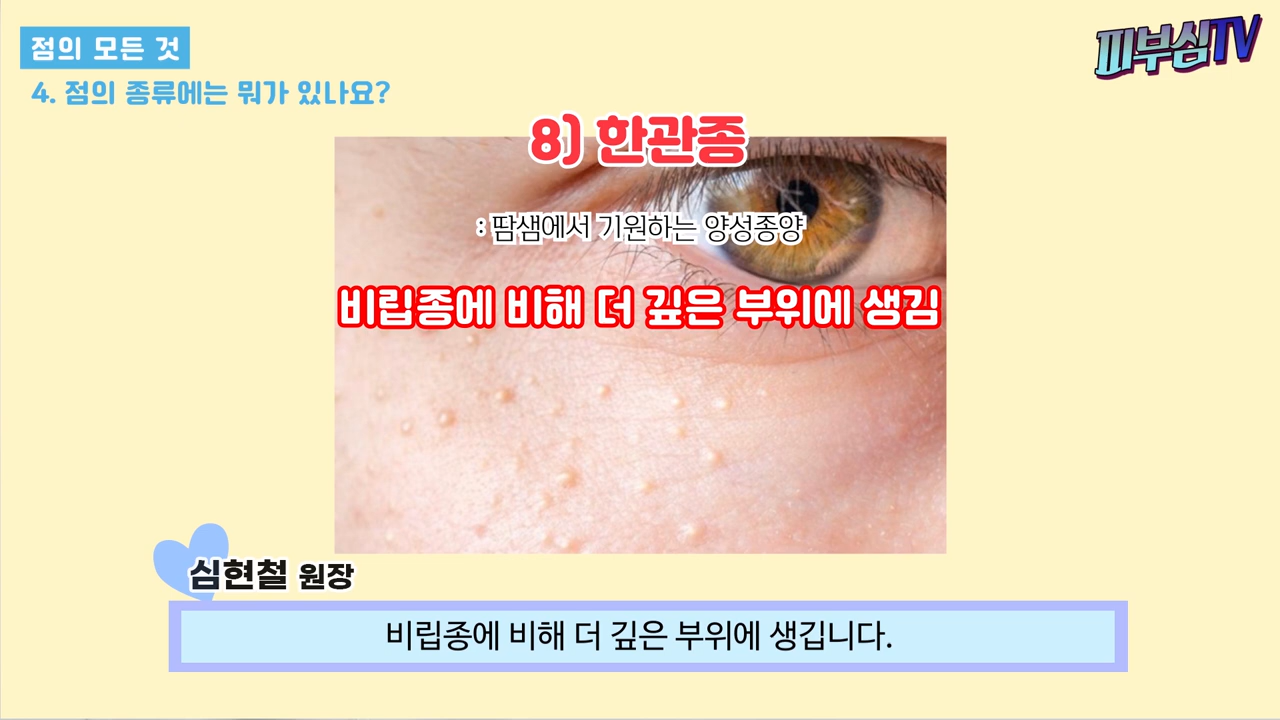 점의 모든 것
피부심TV
4. 점의 종류에는 뭐가 있나요?
8) 한관종
: 땀샘에서 기원하는 양성종양
비립종에 비해 더 깊은 부위에 생김
심현철 원장
비립종에 비해 더 깊은 부위에 생깁니다.